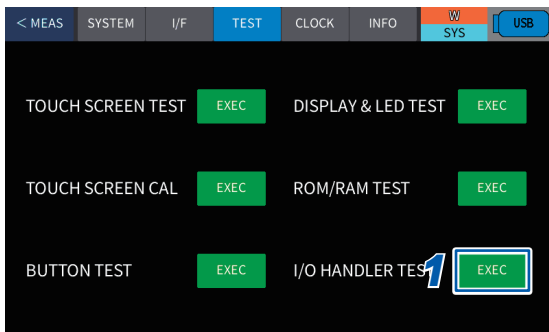 < MEAS SYSTEM I/F TEST CLOCK INFO W SYS USB
TOUCH SCREEN TEST EXEC DISPLAY & LED TEST EXEC
TOUCH SCREEN CAL EXEC ROM/RAM TEST EXEC
BUTTON TEST EXEC I/O HANDLER TEST 1 EXEC